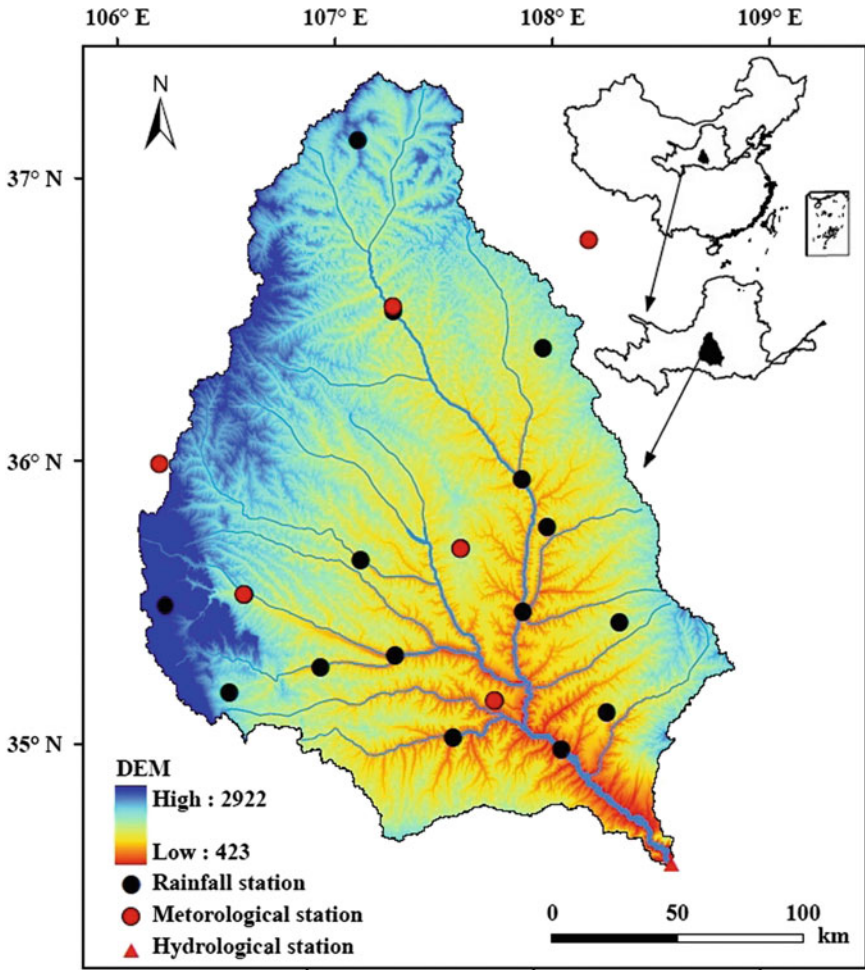 106° E 107° E 108° E 109° E
N
37° N
36° N
35° N
DEM
High : 2922
Low : 423
Rainfall station
Metorological station
Hydrological station
0 50 100
km